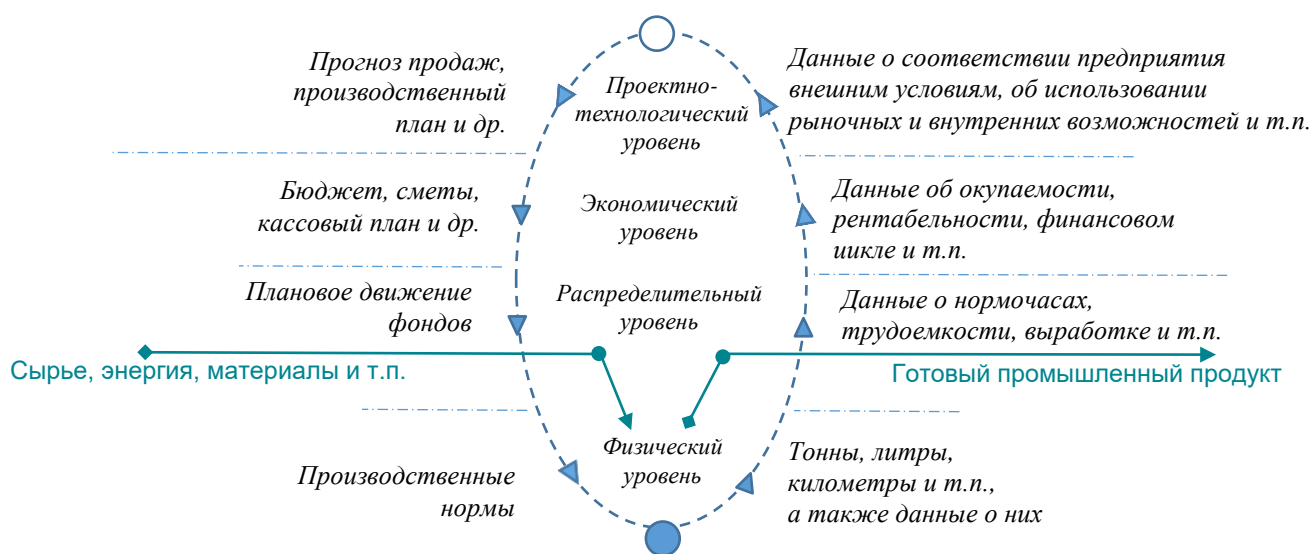 Прогноз продаж,
производственный
план и др.
Проектно-
технологический
уровень
Данные о соответствии предприятия
внешним условиям, об использовании
рыночных и внутренних возможностей и т.п.
Бюджет, сметы,
кассовый план и др.
Экономический
уровень
Данные об окупаемости,
рентабельности, финансовом
цикле и т.п.
Плановое движение
фондов
Распределительный
уровень
Данные о нормочасах,
трудоемкости, выработке и т.п.
Сырье, энергия, материалы и т.п.
Готовый промышленный продукт
Производственные
нормы
Физический
уровень
Тонны, литры,
километры и т.п.,
а также данные о них